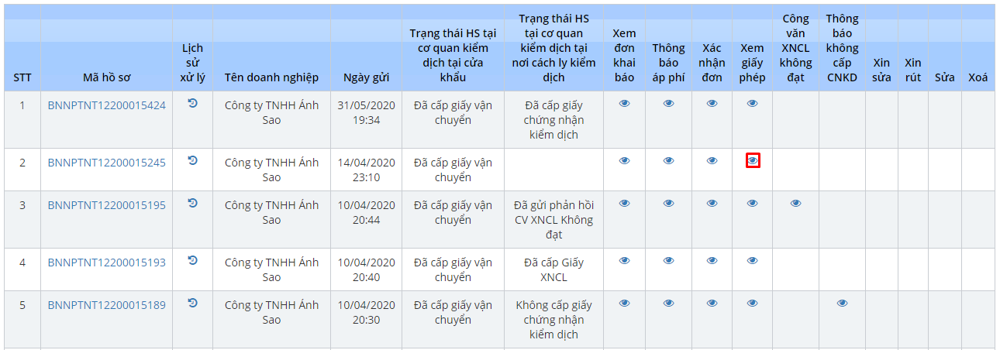 STT
Mã hồ sơ
Lịch
sử
xử lý
Tên doanh nghiệp
Ngày gửi
Trạng thái HS tại
cơ quan kiểm
dịch tại cửa
khẩu
Trạng thái HS
tại cơ quan
kiểm dịch tại
nơi cách ly kiểm
dịch
Xem
đơn
khai
báo
Thông
báo
áp phí
Xác
nhận
đơn
Xem
giấy
phép
Công
văn
XNCL
không
đạt
Thông
báo
không
cấp
CNKD
Xin
sửa
Xin
rút
Sửa
Xoá
1
BNNPTNT12200015424
Công ty TNHH Ánh
Sao
31/05/2020
19:34
Đã cấp giấy vận
chuyển
Đã cấp giấy
chứng nhận
kiểm dịch
2
BNNPTNT12200015245
Công ty TNHH Ánh
Sao
14/04/2020
23:10
Đã cấp giấy vận
chuyển
3
BNNPTNT12200015195
Công ty TNHH Ánh
Sao
10/04/2020
20:44
Đã cấp giấy vận
chuyển
Đã gửi phản hồi
CV XNCL Không
đạt
4
BNNPTNT12200015193
Công ty TNHH Ánh
Sao
10/04/2020
20:40
Đã cấp giấy vận
chuyển
Đã cấp Giấy
XNCL
5
BNNPTNT12200015189
Công ty TNHH Ánh
Sao
10/04/2020
20:30
Đã cấp giấy vận
chuyển
Không cấp giấy
chứng nhận
kiểm dịch